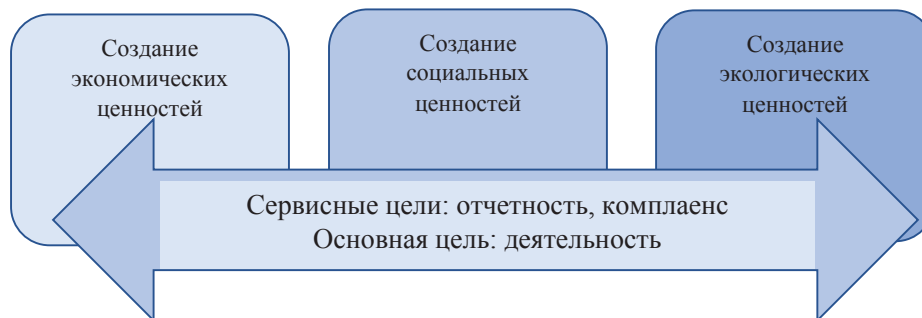 Создание
экономических
ценностей
Создание
социальных
ценностей
Создание
экологических
ценностей
Сервисные цели: отчетность, комплаенс
Основная цель: деятельность